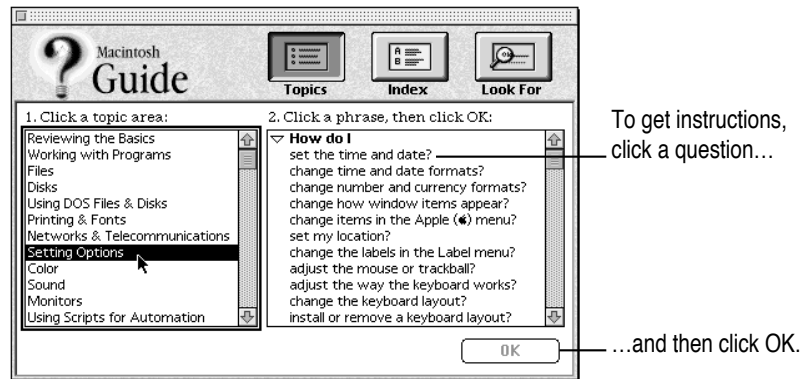 Macintosh
Guide
Topics
Index
Look For
1. Click a topic area:
Reviewing the Basics
Working with Programs
Files
Disks
Using DOS Files & Disks
Printing & Fonts
Networks & Telecommunications
Setting Options
Color
Sound
Monitors
Using Scripts for Automation
2. Click a phrase, then click OK:
How do I
set the time and date?
change time and date formats?
change number and currency formats?
change how window items appear?
change items in the Apple () menu?
set my location?
change the labels in the Label menu?
adjust the mouse or trackball?
adjust the way the keyboard works?
change the keyboard layout?
install or remove a keyboard layout?
OK
To get instructions,
click a question…
…and then click OK.